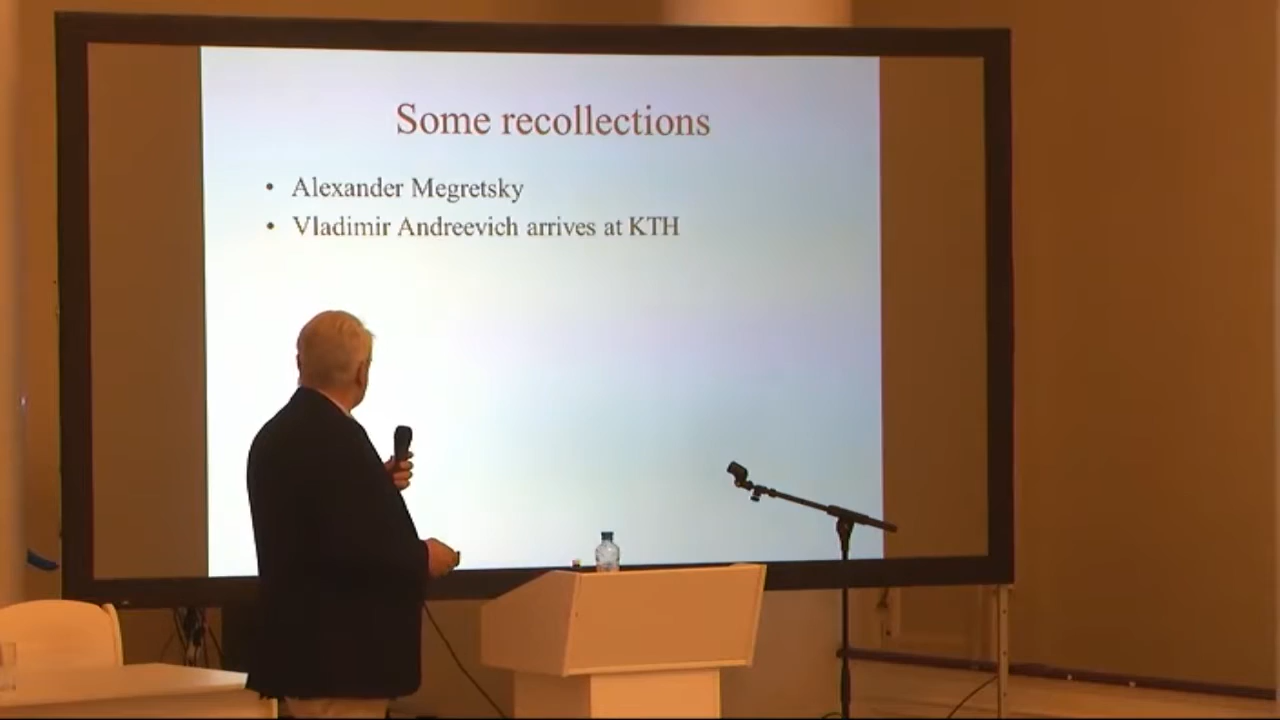 Some recollections
• Alexander Megretsky
• Vladimir Andreevich arrives at KTH